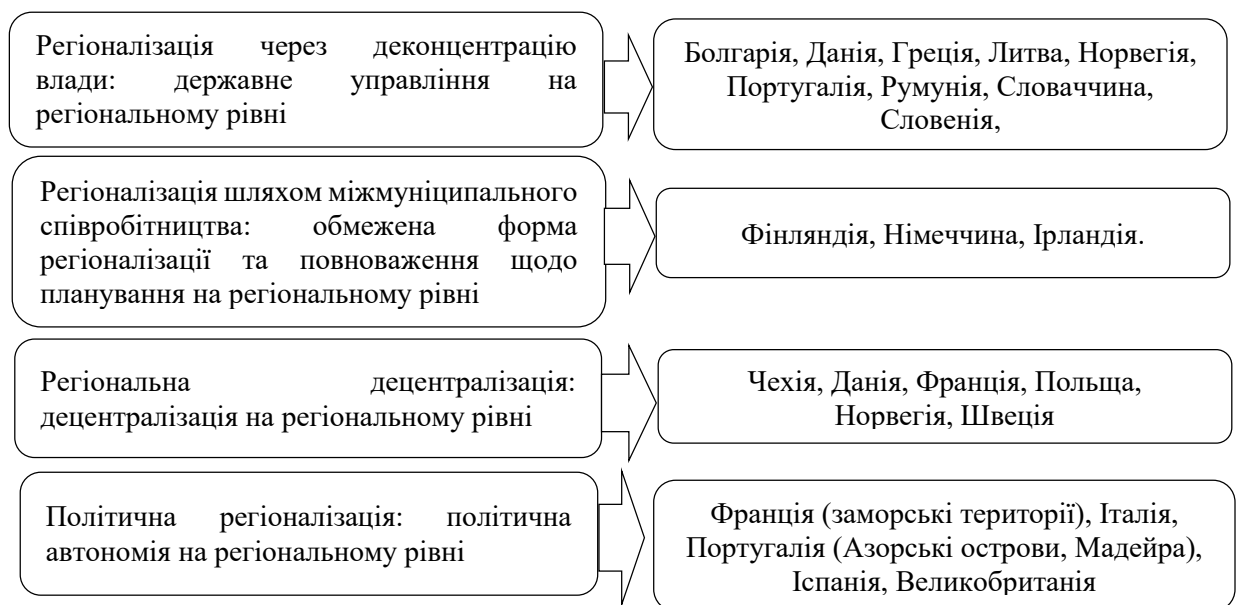 Регіоналізація через деконцентрацію
влади: державне управління на
регіональному рівні
Болгарія, Данія, Греція, Литва, Норвегія,
Португалія, Румунія, Словаччина,
Словенія,
Регіоналізація шляхом міжмуніципального
співробітництва: обмежена форма
регіоналізації та повноваження щодо
планування на регіональному рівні
Фінляндія, Німеччина, Ірландія.
Регіональна децентралізація:
децентралізація на регіональному рівні
Чехія, Данія, Франція, Польща,
Норвегія, Швеція
Політична регіоналізація: політична
автономія на регіональному рівні
Франція (заморські території), Італія,
Португалія (Азорські острови, Мадейра),
Іспанія, Великобританія